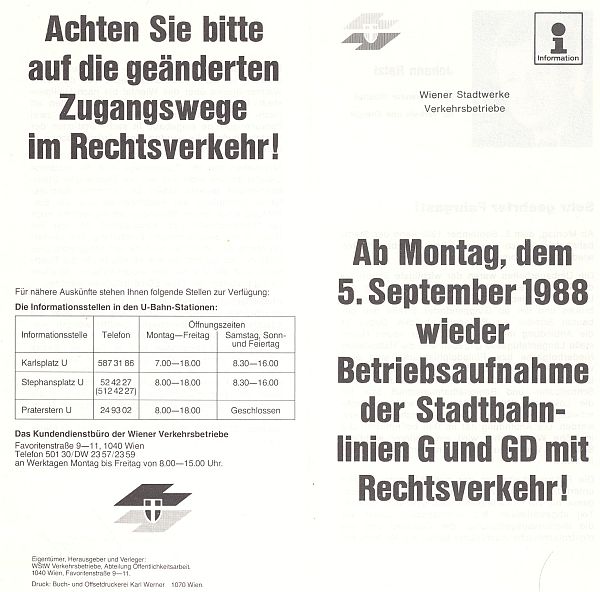 Achten Sie bitte
auf die geänderten
Zugangswege
im Rechtsverkehr!
Für nähere Auskünfte stehen Ihnen folgende Stellen zur Verfügung:
Die Informationsstellen in den U-Bahn-Stationen:
Informationsstelle Telefon Öffnungszeiten
Montag—Freitag Samstag, Sonn-
und Feiertag
Karlsplatz U 587 31 86 7.00—18.00 8.30—16.00
Stephansplatz U 52 42 27 8.00—18.00 8.30—16.00
(512 42 27)
Praterstern U 24 93 02 8.00—18.00 Geschlossen
Das Kundendienstbüro der Wiener Verkehrsbetriebe
Favoritenstraße 9—11, 1040 Wien
Telefon 501 30/DW 23 57/23 59
an Werktagen Montag bis Freitag von 8.00—15.00 Uhr.
Eigentümer, Herausgeber und Verleger:
WStW Verkehrsbetriebe, Abteilung Öffentlichkeitsarbeit,
1040 Wien, Favoritenstraße 9—11.
Druck: Buch- und Offsetdruckerei Karl Werner, 1070 Wien.
i
Information
Wiener Stadtwerke
Verkehrsbetriebe
Ab Montag, dem
5. September 1988
wieder
Betriebsaufnahme
der Stadtbahn-
linien G und GD mit
Rechtsverkehr!